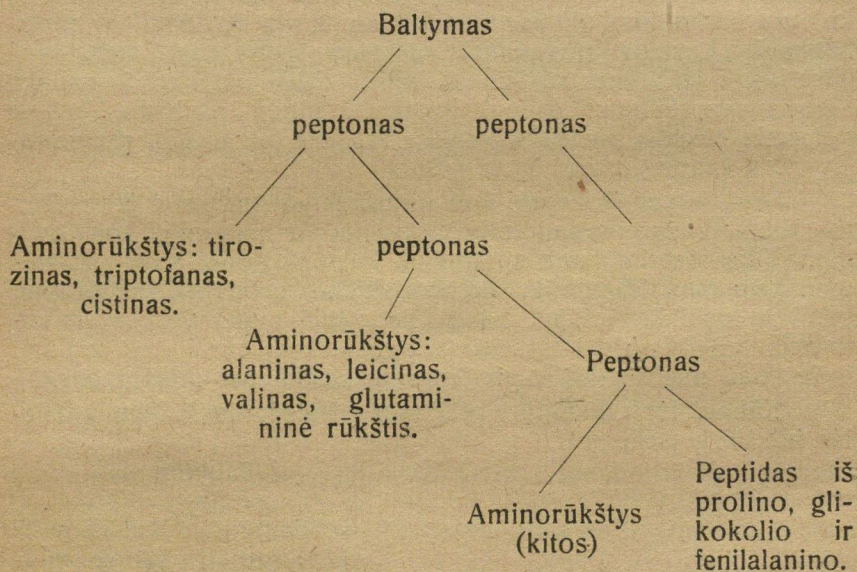 Baltymas
peptonas peptonas
Aminorūkštys: tiro-
zinas, triptofanas,
cistinas.
peptonas
Aminorūkštys:
alaninas, leicinas,
valinas, glutami-
ninė rūkštis.
Peptonas
Aminorūkštys
(kitos)
Peptidas iš
prolino, gli-
kokolio ir
fenilalanino.